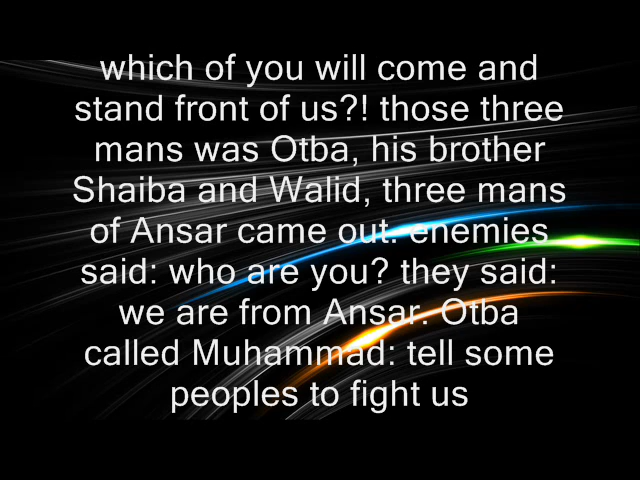 which of you will come and
stand front of us?! those three
mans was Otba, his brother
Shaiba and Walid, three mans
of Ansar came out. enemies
said: who are you? they said:
we are from Ansar. Otba
called Muhammad: tell some
peoples to fight us